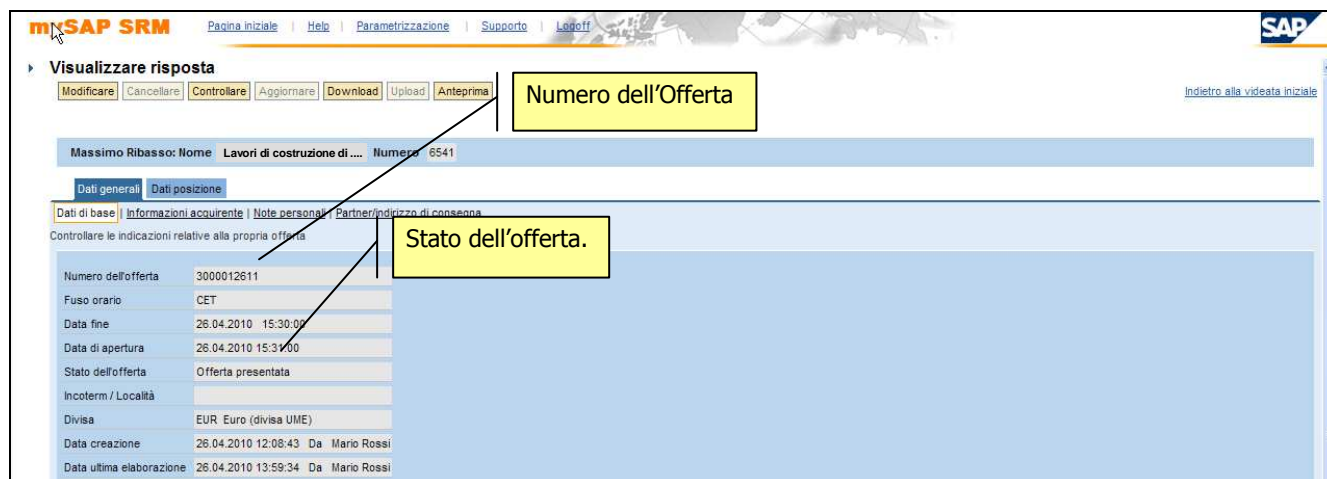 mySAP SRM Pagina iniziale | Help | Parametrizzazione | Supporto | Logoff SAP
Visualizzare risposta
Modificare Cancellare Controllare Aggiornare Download Upload Anteprima Indietro alla videata iniziale
Numero dell'Offerta
Massimo Ribasso: Nome Lavori di costruzione di .... Numero 6541
Dati generali Dati posizione
Dati di base | Informazioni acquirente | Note personali | Partner/indirizzo di consegna
Controllare le indicazioni relative alla propria offerta
Stato dell'offerta.
Numero dell'offerta 3000012611
Fuso orario CET
Data fine 26.04.2010 15:30:00
Data di apertura 26.04.2010 15:31:00
Stato dell'offerta Offerta presentata
Incoterm / Località
Divisa EUR Euro (divisa UME)
Data creazione 26.04.2010 12:08:43 Da Mario Rossi
Data ultima elaborazione 26.04.2010 13:59:34 Da Mario Rossi